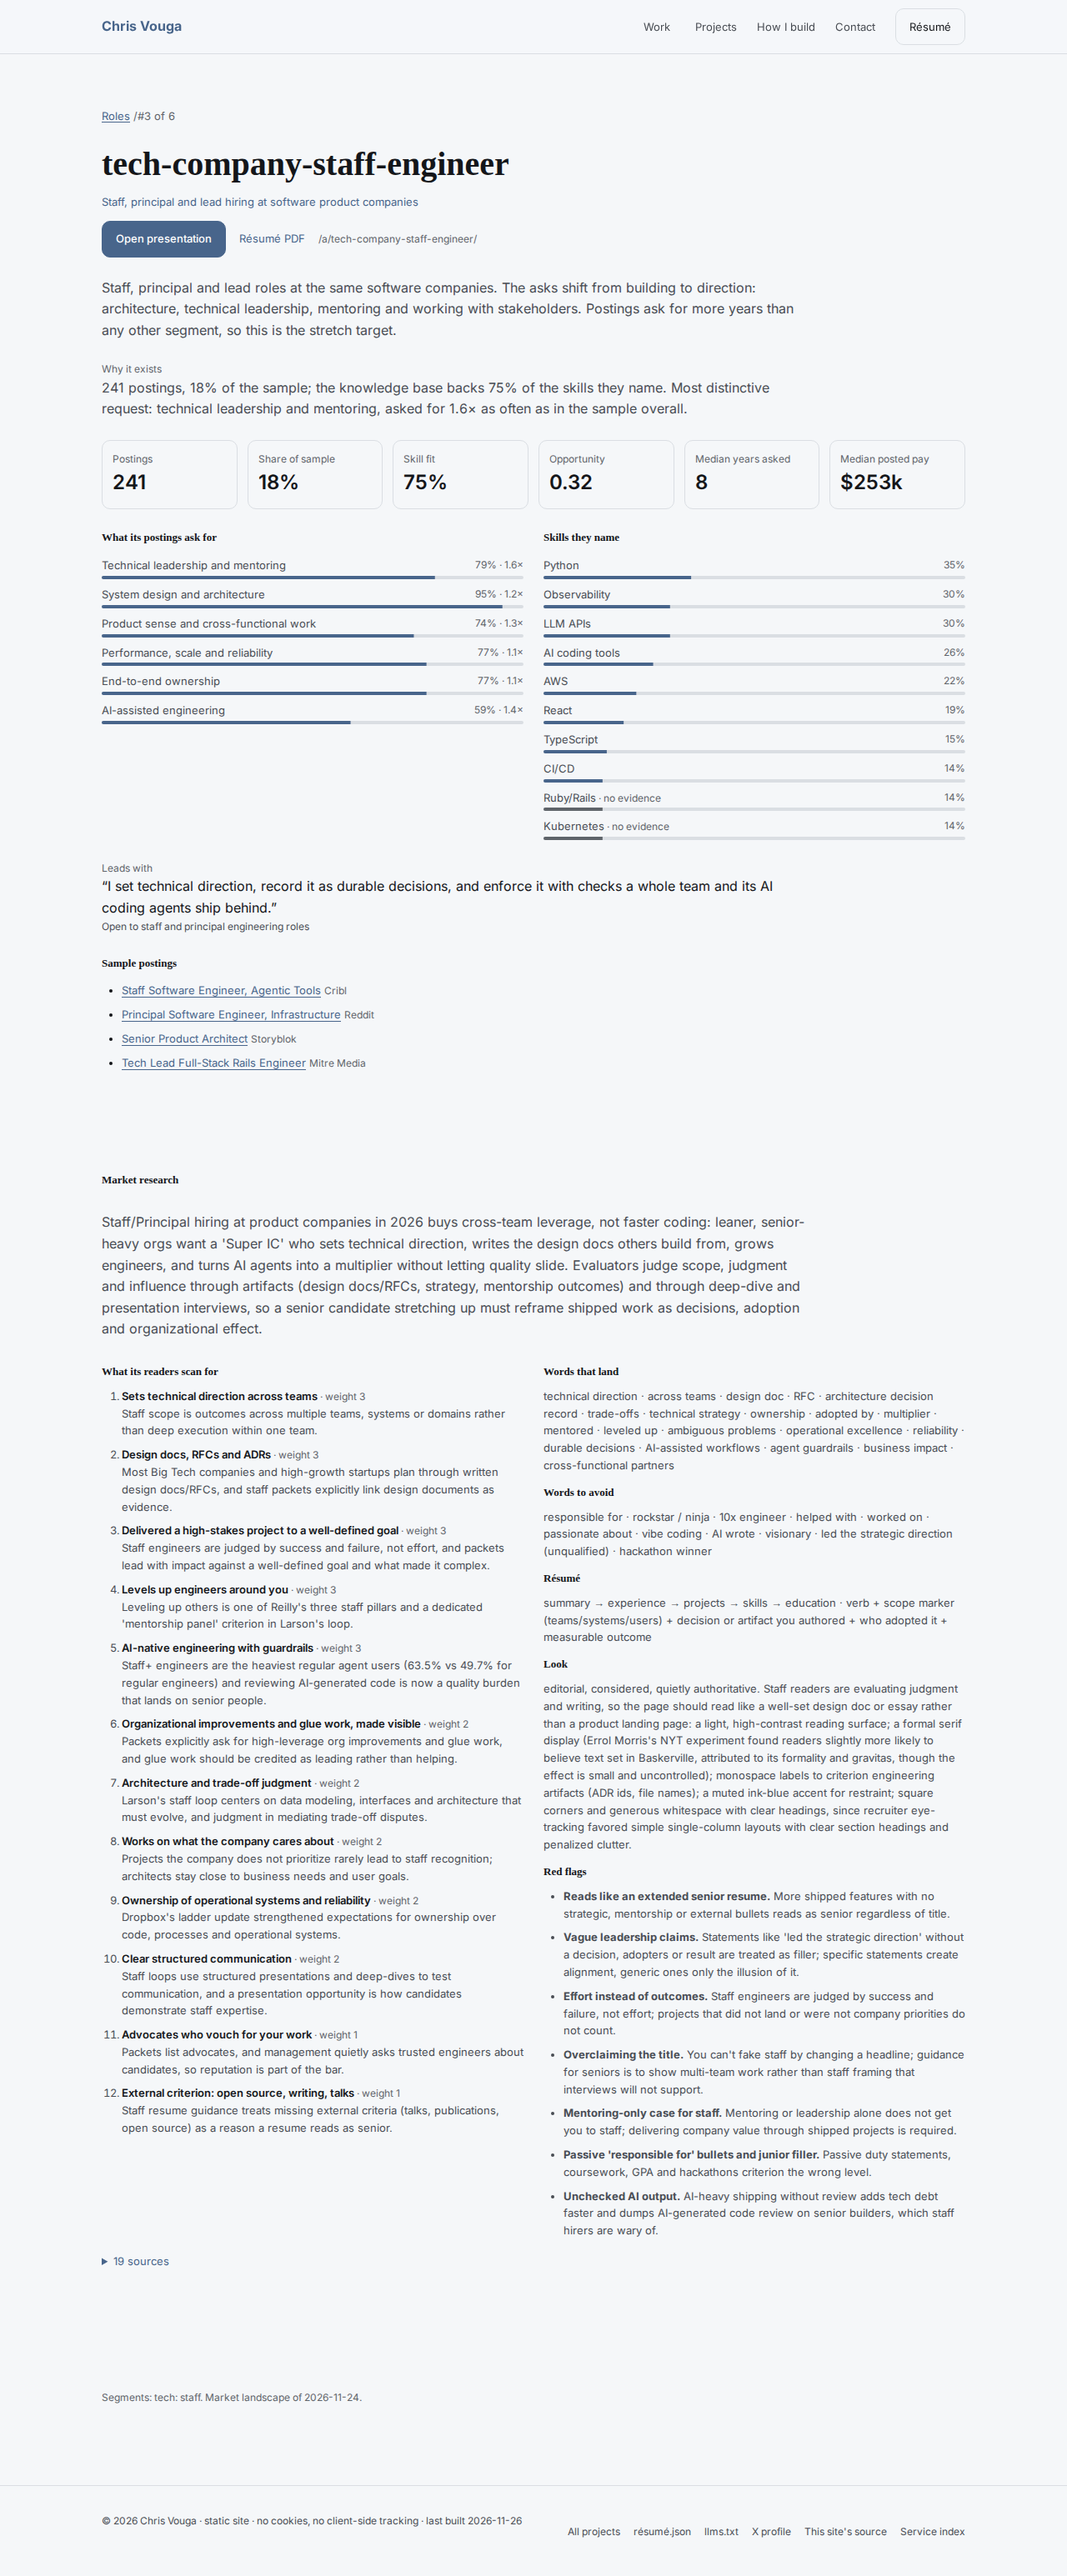 Chris Vouga
Work Projects How I build Contact Résumé
Roles /#3 of 6
tech-company-staff-engineer
Staff, principal and lead hiring at software product companies
Open presentation Résumé PDF /a/tech-company-staff-engineer/
Staff, principal and lead roles at the same software companies. The asks shift from building to direction:
architecture, technical leadership, mentoring and working with stakeholders. Postings ask for more years than
any other segment, so this is the stretch target.
Why it exists
241 postings, 18% of the sample; the knowledge base backs 75% of the skills they name. Most distinctive
request: technical leadership and mentoring, asked for 1.6× as often as in the sample overall.
Postings
241
Share of sample
18%
Skill fit
75%
Opportunity
0.32
Median years asked
8
Median posted pay
$253k
What its postings ask for
Technical leadership and mentoring 79% · 1.6×
System design and architecture 95% · 1.2×
Product sense and cross-functional work 74% · 1.3×
Performance, scale and reliability 77% · 1.1×
End-to-end ownership 77% · 1.1×
AI-assisted engineering 59% · 1.4×
Skills they name
Python 35%
Observability 30%
LLM APIs 30%
AI coding tools 26%
AWS 22%
React 19%
TypeScript 15%
CI/CD 14%
Ruby/Rails · no evidence 14%
Kubernetes · no evidence 14%
Leads with
“I set technical direction, record it as durable decisions, and enforce it with checks a whole team and its AI
coding agents ship behind.”
Open to staff and principal engineering roles
Sample postings
• Staff Software Engineer, Agentic Tools Cribl
• Principal Software Engineer, Infrastructure Reddit
• Senior Product Architect Storyblok
• Tech Lead Full-Stack Rails Engineer Mitre Media
Market research
Staff/Principal hiring at product companies in 2026 buys cross-team leverage, not faster coding: leaner, senior-
heavy orgs want a 'Super IC' who sets technical direction, writes the design docs others build from, grows
engineers, and turns AI agents into a multiplier without letting quality slide. Evaluators judge scope, judgment
and influence through artifacts (design docs/RFCs, strategy, mentorship outcomes) and through deep-dive and
presentation interviews, so a senior candidate stretching up must reframe shipped work as decisions, adoption
and organizational effect.
What its readers scan for
1. Sets technical direction across teams · weight 3
Staff scope is outcomes across multiple teams, systems or domains rather
than deep execution within one team.
2. Design docs, RFCs and ADRs · weight 3
Most Big Tech companies and high-growth startups plan through written
design docs/RFCs, and staff packets explicitly link design documents as
evidence.
3. Delivered a high-stakes project to a well-defined goal · weight 3
Staff engineers are judged by success and failure, not effort, and packets
lead with impact against a well-defined goal and what made it complex.
4. Levels up engineers around you · weight 3
Leveling up others is one of Reilly's three staff pillars and a dedicated
'mentorship panel' criterion in Larson's loop.
5. AI-native engineering with guardrails · weight 3
Staff+ engineers are the heaviest regular agent users (63.5% vs 49.7% for
regular engineers) and reviewing AI-generated code is now a quality burden
that lands on senior people.
6. Organizational improvements and glue work, made visible · weight 2
Packets explicitly ask for high-leverage org improvements and glue work,
and glue work should be credited as leading rather than helping.
7. Architecture and trade-off judgment · weight 2
Larson's staff loop centers on data modeling, interfaces and architecture that
must evolve, and judgment in mediating trade-off disputes.
8. Works on what the company cares about · weight 2
Projects the company does not prioritize rarely lead to staff recognition;
architects stay close to business needs and user goals.
9. Ownership of operational systems and reliability · weight 2
Dropbox's ladder update strengthened expectations for ownership over
code, processes and operational systems.
10. Clear structured communication · weight 2
Staff loops use structured presentations and deep-dives to test
communication, and a presentation opportunity is how candidates
demonstrate staff expertise.
11. Advocates who vouch for your work · weight 1
Packets list advocates, and management quietly asks trusted engineers about
candidates, so reputation is part of the bar.
12. External criterion: open source, writing, talks · weight 1
Staff resume guidance treats missing external criteria (talks, publications,
open source) as a reason a resume reads as senior.
Words that land
technical direction · across teams · design doc · RFC · architecture decision
record · trade-offs · technical strategy · ownership · adopted by · multiplier ·
mentored · leveled up · ambiguous problems · operational excellence · reliability ·
durable decisions · AI-assisted workflows · agent guardrails · business impact ·
cross-functional partners
Words to avoid
responsible for · rockstar / ninja · 10x engineer · helped with · worked on ·
passionate about · vibe coding · AI wrote · visionary · led the strategic direction
(unqualified) · hackathon winner
Résumé
summary → experience → projects → skills → education · verb + scope marker
(teams/systems/users) + decision or artifact you authored + who adopted it +
measurable outcome
Look
editorial, considered, quietly authoritative. Staff readers are evaluating judgment
and writing, so the page should read like a well-set design doc or essay rather
than a product landing page: a light, high-contrast reading surface; a formal serif
display (Errol Morris's NYT experiment found readers slightly more likely to
believe text set in Baskerville, attributed to its formality and gravitas, though the
effect is small and uncontrolled); monospace labels to criterion engineering
artifacts (ADR ids, file names); a muted ink-blue accent for restraint; square
corners and generous whitespace with clear headings, since recruiter eye-
tracking favored simple single-column layouts with clear section headings and
penalized clutter.
Red flags
• Reads like an extended senior resume. More shipped features with no
strategic, mentorship or external bullets reads as senior regardless of title.
• Vague leadership claims. Statements like 'led the strategic direction' without
a decision, adopters or result are treated as filler; specific statements create
alignment, generic ones only the illusion of it.
• Effort instead of outcomes. Staff engineers are judged by success and
failure, not effort; projects that did not land or were not company priorities do
not count.
• Overclaiming the title. You can't fake staff by changing a headline; guidance
for seniors is to show multi-team work rather than staff framing that
interviews will not support.
• Mentoring-only case for staff. Mentoring or leadership alone does not get
you to staff; delivering company value through shipped projects is required.
• Passive 'responsible for' bullets and junior filler. Passive duty statements,
coursework, GPA and hackathons criterion the wrong level.
• Unchecked AI output. AI-heavy shipping without review adds tech debt
faster and dumps AI-generated code review on senior builders, which staff
hirers are wary of.
▶ 19 sources
Segments: tech: staff. Market landscape of 2026-11-24.
© 2026 Chris Vouga · static site · no cookies, no client-side tracking · last built 2026-11-26
All projects résumé.json llms.txt X profile This site's source Service index